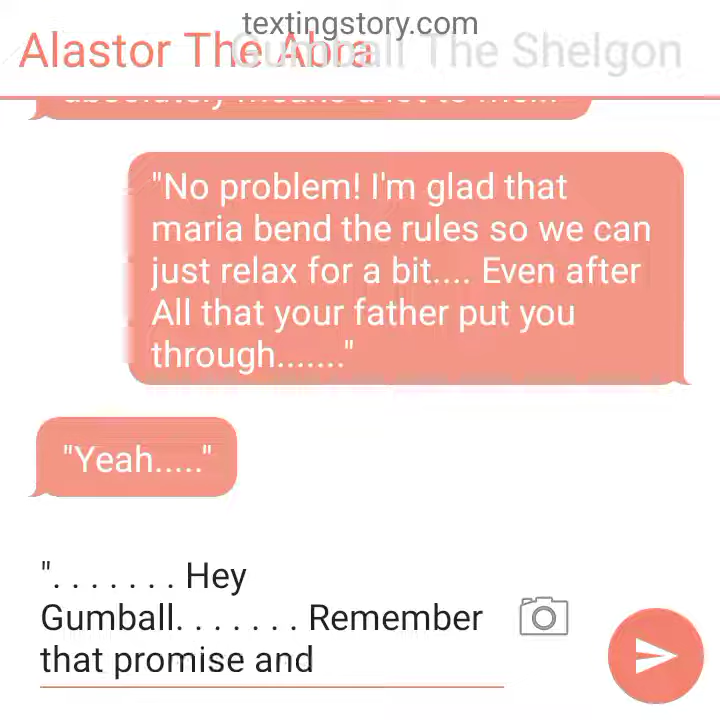 textingstory.com
Alastor The Abra
Gumball The Shelgon
"No problem! I'm glad that
maria bend the rules so we can
just relax for a bit.... Even after
All that your father put you
through......."
"Yeah....."
". . . . . . . Hey
Gumball. . . . . . . Remember
that promise and